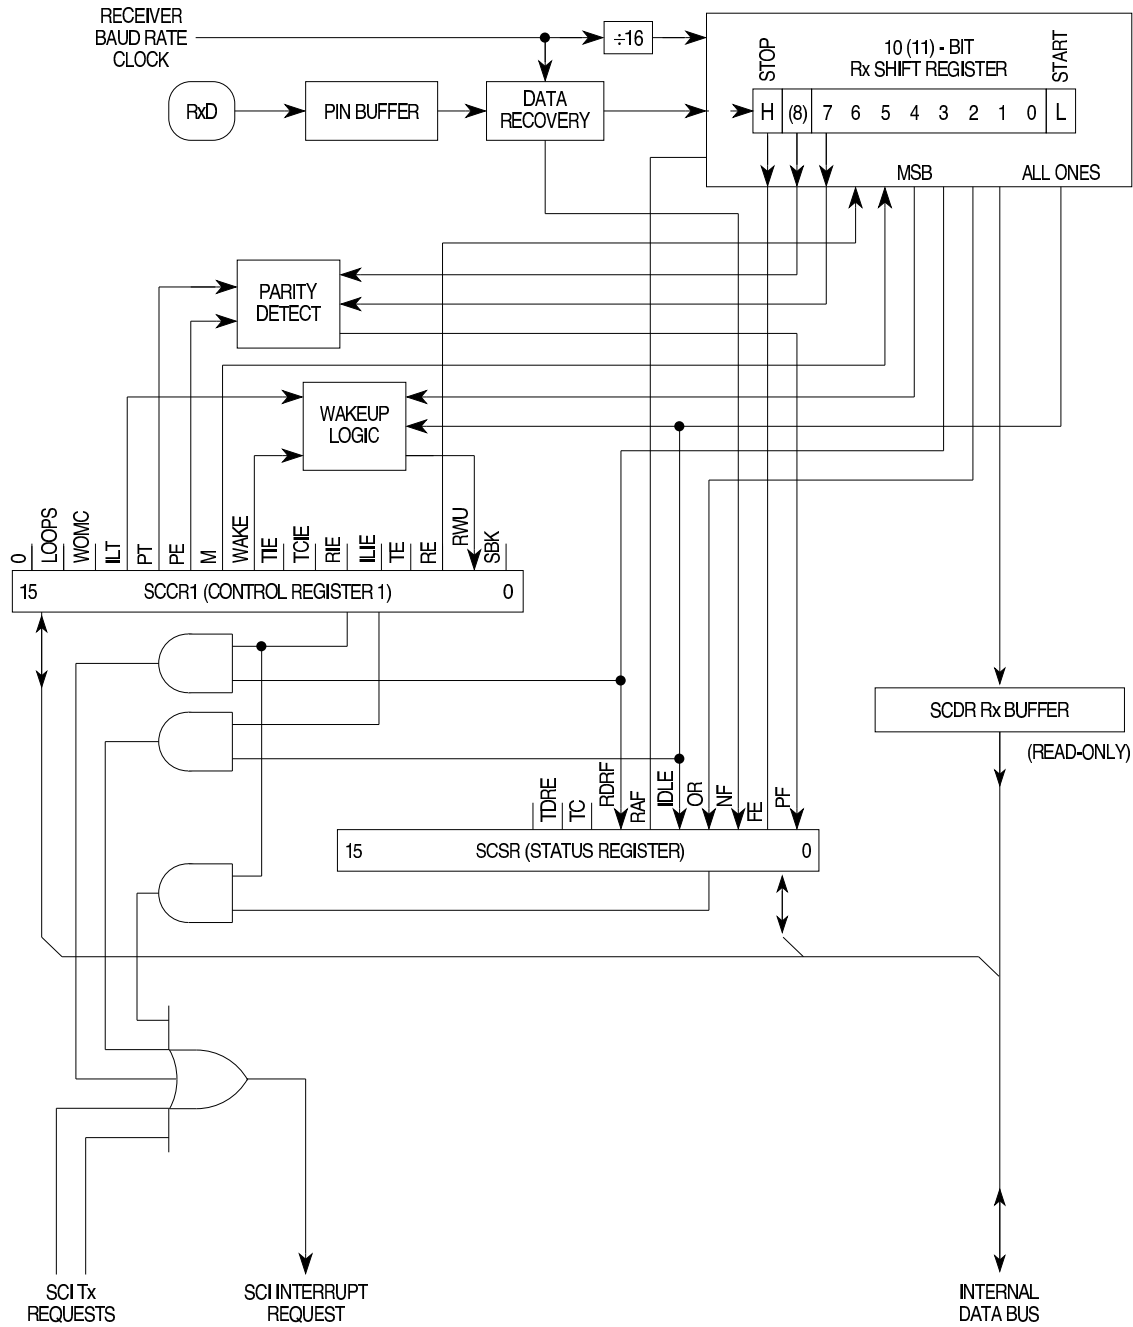 RECEIVER
BAUD RATE
CLOCK
÷16
10 (11) - BIT
Rx SHIFT REGISTER
STOP
START
RxD
PIN BUFFER
DATA
RECOVERY
H (8) 7 6 5 4 3 2 1 0 L
MSB
ALL ONES
PARITY
DETECT
WAKEUP
LOGIC
0 LOOPS WOMC ILT PT PE M WAKE TIE TCIE RIE ILIE TE RE RWU SBK
15 SCCR1 (CONTROL REGISTER 1) 0
SCDR Rx BUFFER
(READ-ONLY)
TDRE TC RDRF RAF IDLE OR NF FE PF
15 SCSR (STATUS REGISTER) 0
SCI Tx
REQUESTS
SCI INTERRUPT
REQUEST
INTERNAL
DATA BUS